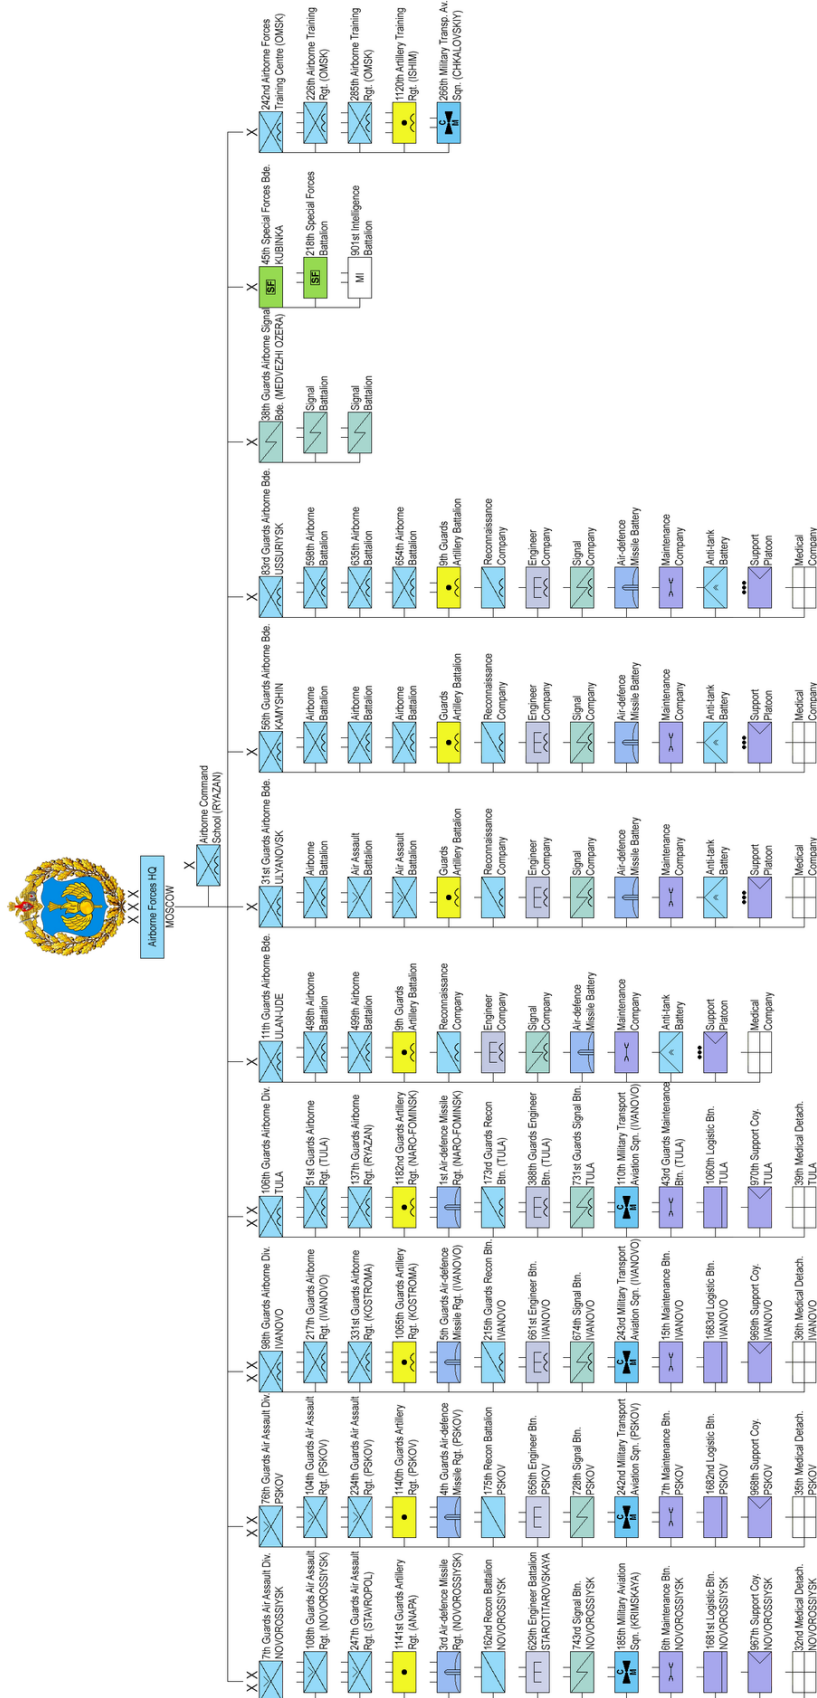 Airborne Forces HQ
MOSCOW
Airborne Command
School (RYAZAN)
7th Guards Air Assault Div.
NOVOROSSIYSK
108th Guards Air Assault
Rgt. (NOVOROSSIYSK)
247th Guards Air Assault
Rgt. (STAVROPOL)
1141st Guards Artillery
Rgt. (ANAPA)
3rd Air-defence Missile
Rgt. (NOVOROSSIYSK)
162nd Recon Battalion
NOVOROSSIYSK
629th Engineer Battalion
STAROTITAROVSKAYA
743rd Signal Btn.
NOVOROSSIYSK
185th Military Aviation
Sqn. (KRIMSKAYA)
C
M
6th Maintenance Btn.
NOVOROSSIYSK
1681st Logistic Btn.
NOVOROSSIYSK
967th Support Coy.
NOVOROSSIYSK
32nd Medical Detach.
NOVOROSSIYSK
76th Guards Air Assault Div.
PSKOV
104th Guards Air Assault
Rgt. (PSKOV)
234th Guards Air Assault
Rgt. (PSKOV)
1140th Guards Artillery
Rgt. (PSKOV)
4th Guards Air-defence
Missile Rgt. (PSKOV)
175th Recon Battalion
PSKOV
656th Engineer Btn.
PSKOV
728th Signal Btn.
PSKOV
242nd Military Transport
Aviation Sqn. (PSKOV)
C
M
7th Maintenance Btn.
PSKOV
1682nd Logistic Btn.
PSKOV
968th Support Coy.
PSKOV
35th Medical Detach.
PSKOV
98th Guards Airborne Div.
IVANOVO
217th Guards Airborne
Rgt. (IVANOVO)
331st Guards Airborne
Rgt. (KOSTROMA)
1065th Guards Artillery
Rgt. (KOSTROMA)
5th Guards Air-defence
Missile Rgt. (IVANOVO)
215th Guards Recon Btn.
IVANOVO
661st Engineer Btn.
IVANOVO
674th Signal Btn.
IVANOVO
243rd Military Transport
Aviation Sqn. (IVANOVO)
C
M
15th Maintenance Btn.
IVANOVO
1683rd Logistic Btn.
IVANOVO
969th Support Coy.
IVANOVO
36th Medical Detach.
IVANOVO
106th Guards Airborne Div.
TULA
51st Guards Airborne
Rgt. (TULA)
137th Guards Airborne
Rgt. (RYAZAN)
1182nd Guards Artillery
Rgt. (NARO-FOMINSK)
1st Air-defence Missile
Rgt. (NARO-FOMINSK)
173rd Guards Recon
Btn. (TULA)
388th Guards Engineer
Btn. (TULA)
731st Guards Signal Btn.
TULA
110th Military Transport
Aviation Sqn. (IVANOVO)
C
M
43rd Guards Maintenance
Btn. (TULA)
1060th Logistic Btn.
TULA
970th Support Coy.
TULA
39th Medical Detach.
TULA
11th Guards Airborne Bde.
ULAN-UDE
498th Airborne
Battalion
499th Airborne
Battalion
9th Guards
Artillery Battalion
Reconnaissance
Company
Engineer
Company
Signal
Company
Air-defence
Missile Battery
Maintenance
Company
Anti-tank
Battery
Support
Platoon
Medical
Company
31st Guards Airborne Bde.
ULYANOVSK
Airborne
Battalion
Air Assault
Battalion
Air Assault
Battalion
Guards
Artillery Battalion
Reconnaissance
Company
Engineer
Company
Signal
Company
Air-defence
Missile Battery
Maintenance
Company
Anti-tank
Battery
Support
Platoon
Medical
Company
56th Guards Airborne Bde.
KAMYSHIN
Airborne
Battalion
Airborne
Battalion
Airborne
Battalion
Guards
Artillery Battalion
Reconnaissance
Company
Engineer
Company
Signal
Company
Air-defence
Missile Battery
Maintenance
Company
Anti-tank
Battery
Support
Platoon
Medical
Company
83rd Guards Airborne Bde.
USSURIYSK
598th Airborne
Battalion
635th Airborne
Battalion
654th Airborne
Battalion
9th Guards
Artillery Battalion
Reconnaissance
Company
Engineer
Company
Signal
Company
Air-defence
Missile Battery
Maintenance
Company
Anti-tank
Battery
Support
Platoon
Medical
Company
38th Guards Airborne Signal
Bde. (MEDVEZHI OZERA)
Signal
Battalion
Signal
Battalion
45th Special Forces Bde.
KUBINKA
SF
218th Special Forces
Battalion
SF
901st Intelligence
Battalion
MI
242nd Airborne Forces
Training Centre (OMSK)
226th Airborne Training
Rgt. (OMSK)
285th Airborne Training
Rgt. (OMSK)
1120th Artillery Training
Rgt. (ISHIM)
266th Military Transp. Av.
Sqn. (CHKALOVSKIY)
C
M